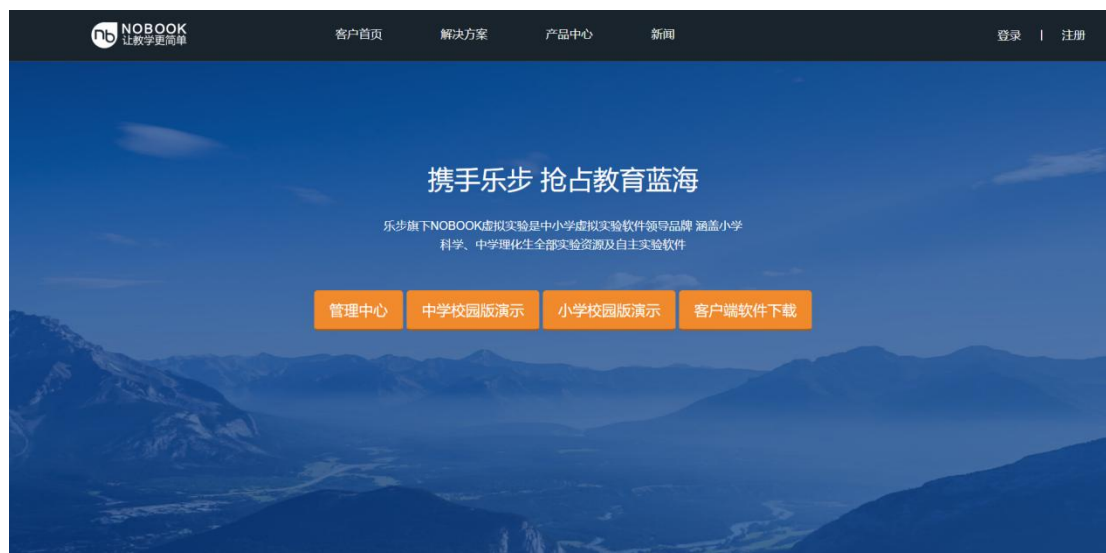 nb NOBOOK
让教学更简单
客户首页 解决方案 产品中心 新闻 登录 | 注册
携手乐步 抢占教育蓝海
乐步旗下NOBOOK虚拟实验是中小学虚拟实验软件领导品牌 涵盖小学
科学、中学理化生全部实验资源及自主实验软件
管理中心 中学校园版演示 小学校园版演示 客户端软件下载